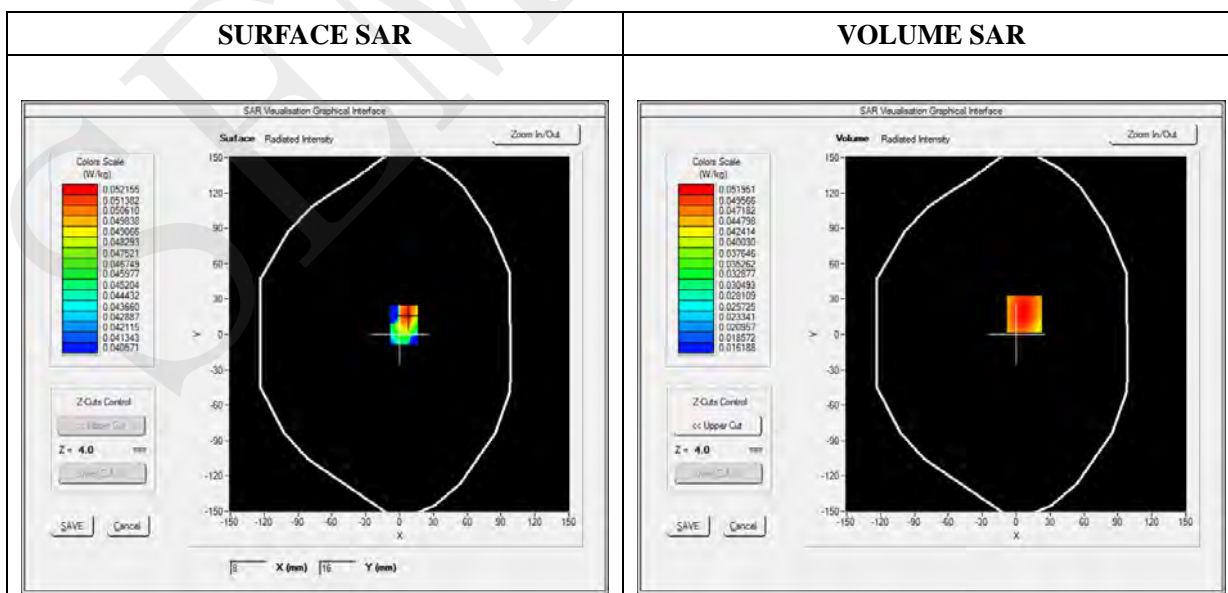 SURFACE SAR
VOLUME SAR
SAR Visualisation Graphical Interface
Surface Radiated Intensity
Zoom In/Out
Colors Scale
(W/kg)
0.052155
0.051382
0.050610
0.049838
0.049066
0.048293
0.047521
0.046749
0.045977
0.045204
0.044432
0.043660
0.042887
0.042115
0.041343
0.040571
150
120
90
60
30
0
-30
-60
-90
-120
-150
Y
-150 -120 -90 -60 -30 0 30 60 90 120 150
X
Z-Cuts Control
<< Upper Cut
Z = 4.0 mm
SAVE Cancel
8 X (mm) 16 Y (mm)
SAR Visualisation Graphical Interface
Volume Radiated Intensity
Zoom In/Out
Colors Scale
(W/kg)
0.051951
0.049566
0.047182
0.044798
0.042414
0.040030
0.037646
0.035262
0.032877
0.030493
0.028109
0.025725
0.023341
0.020957
0.018572
0.016188
150
120
90
60
30
0
-30
-60
-90
-120
-150
Y
-150 -120 -90 -60 -30 0 30 60 90 120 150
X
Z-Cuts Control
<< Upper Cut
Z = 4.0 mm
SAVE Cancel